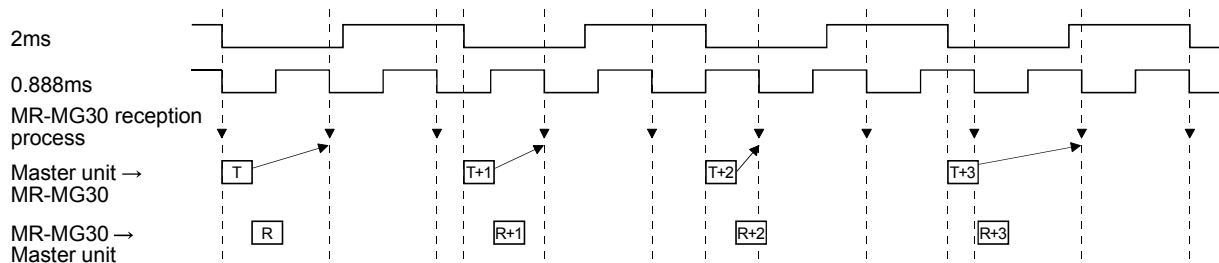 2ms
0.888ms
MR-MG30 reception
process
Master unit →
MR-MG30
T
T+1
T+2
T+3
MR-MG30 →
Master unit
R
R+1
R+2
R+3